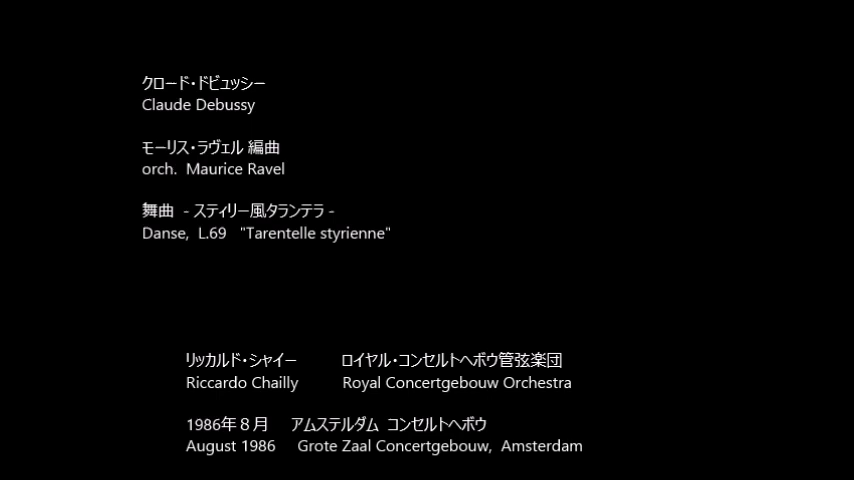 クロード・ドビュッシー
Claude Debussy
モーリス・ラヴェル 編曲
orch. Maurice Ravel
舞曲 - スティリー風タランテラ -
Danse, L.69 "Tarentelle styrienne"
リッカルド・シャイー ロイヤル・コンセルトヘボウ管弦楽団
Riccardo Chailly Royal Concertgebouw Orchestra
1986年８月 アムステルダム コンセルトヘボウ
August 1986 Grote Zaal Concertgebouw, Amsterdam